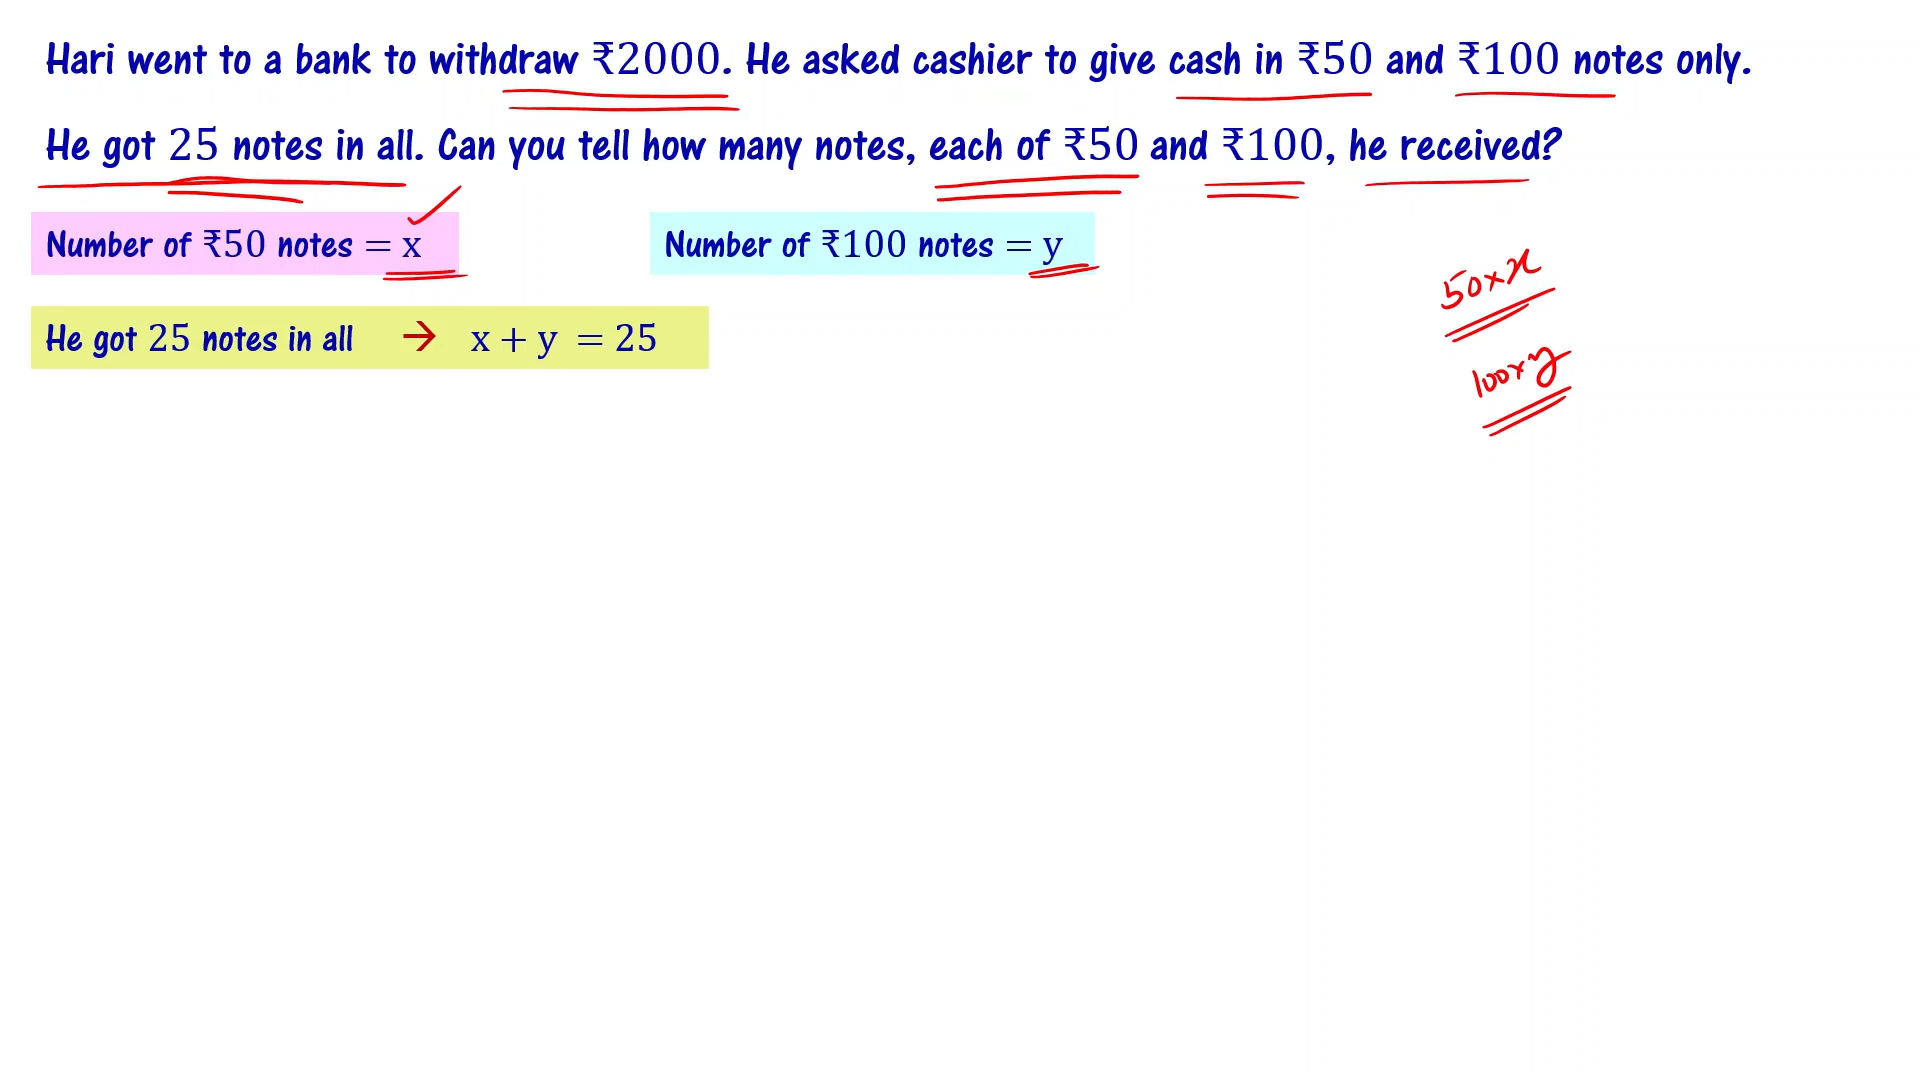 Hari went to a bank to withdraw ₹2000. He asked cashier to give cash in ₹50 and ₹100 notes only.
He got 25 notes in all. Can you tell how many notes, each of ₹50 and ₹100, he received?
Number of ₹50 notes = x
Number of ₹100 notes = y
50×x
He got 25 notes in all → x + y = 25
100×y